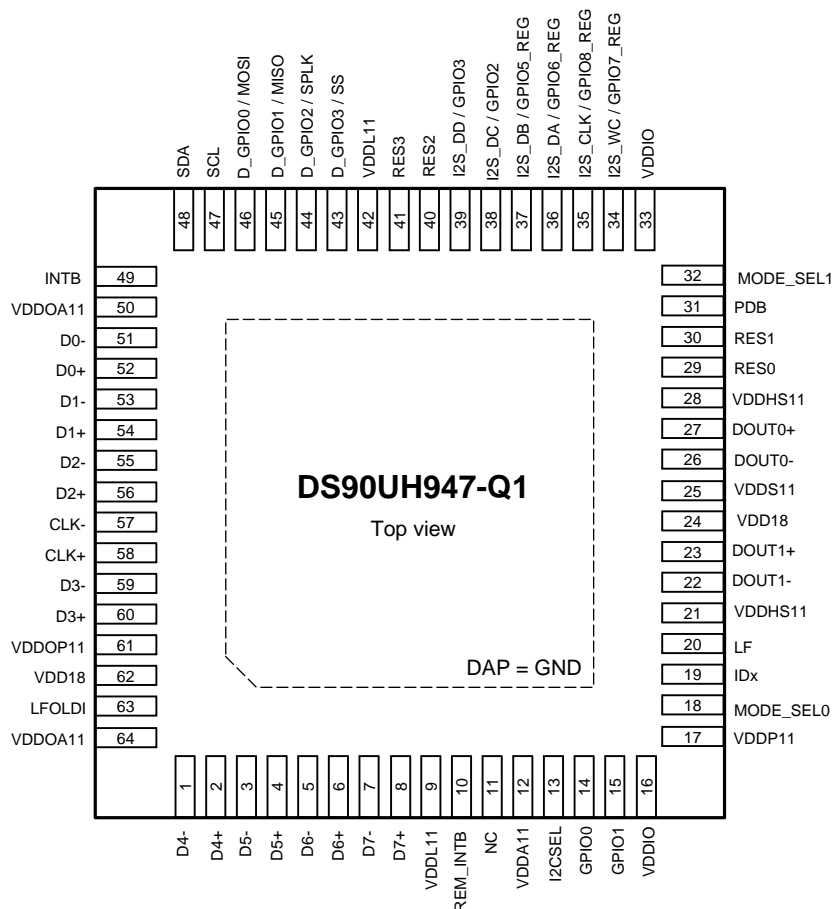 SDA
SCL
D_GPIO0 / MOSI
D_GPIO1 / MISO
D_GPIO2 / SPLK
D_GPIO3 / SS
VDDL11
RES3
RES2
I2S_DD / GPIO3
I2S_DC / GPIO2
I2S_DB / GPIO5_REG
I2S_DA / GPIO6_REG
I2S_CLK / GPIO8_REG
I2S_WC / GPIO7_REG
VDDIO
48
47
46
45
44
43
42
41
40
39
38
37
36
35
34
33
INTB 49
VDDOA11 50
D0- 51
D0+ 52
D1- 53
D1+ 54
D2- 55
D2+ 56
CLK- 57
CLK+ 58
D3- 59
D3+ 60
VDDOP11 61
VDD18 62
LFOLDI 63
VDDOA11 64
DS90UH947-Q1
Top view
DAP = GND
32 MODE_SEL1
31 PDB
30 RES1
29 RES0
28 VDDHS11
27 DOUT0+
26 DOUT0-
25 VDDS11
24 VDD18
23 DOUT1+
22 DOUT1-
21 VDDHS11
20 LF
19 IDx
18 MODE_SEL0
17 VDDP11
1
2
3
4
5
6
7
8
9
10
11
12
13
14
15
16
D4-
D4+
D5-
D5+
D6-
D6+
D7-
D7+
VDDL11
REM_INTB
NC
VDDA11
I2CSEL
GPIO0
GPIO1
VDDIO